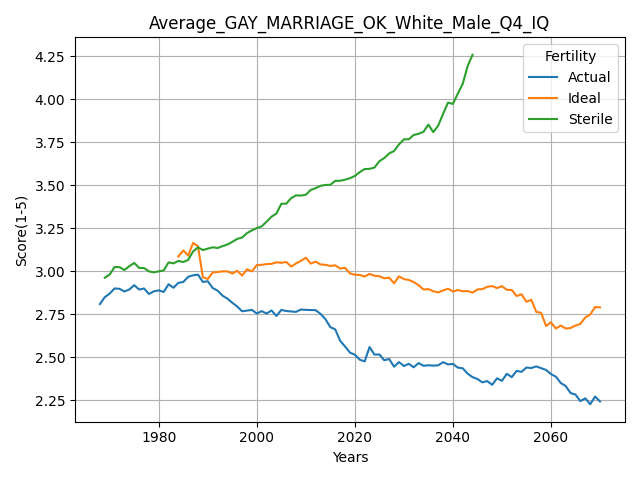 Average_GAY_MARRIAGE_OK_White_Male_Q4_IQ
Score(1-5)
4.25
4.00
3.75
3.50
3.25
3.00
2.75
2.50
2.25
Fertility
Actual
Ideal
Sterile
1980
2000
2020
2040
2060
Years